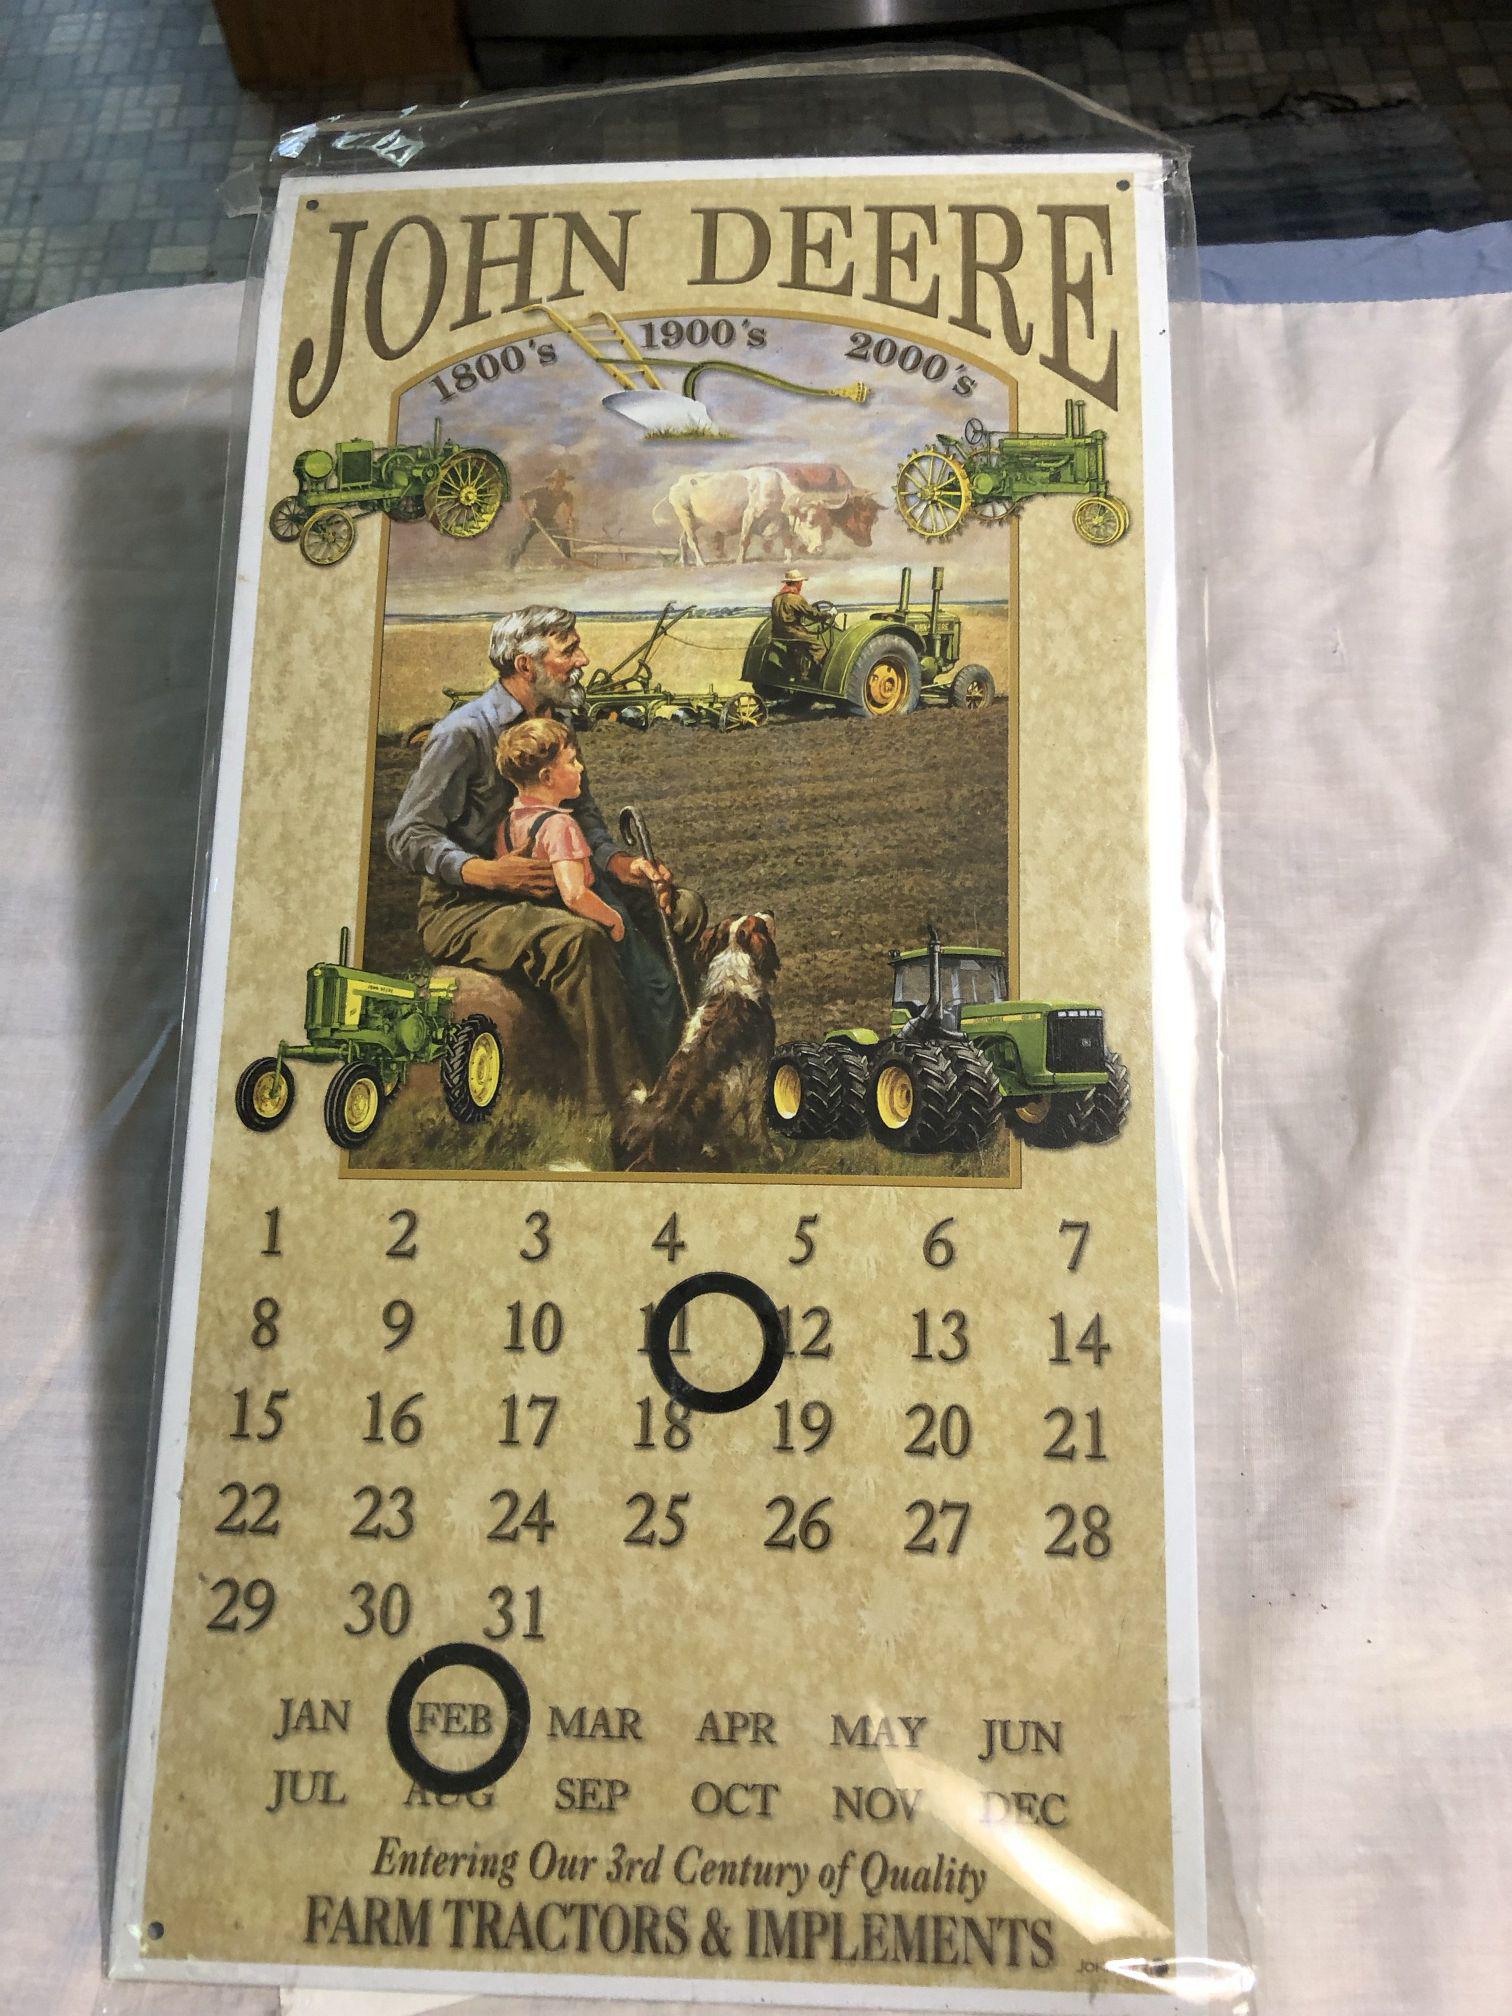 JOHN DEERE
1800's 1900's 2000's
1 2 3 4 5 6 7
8 9 10 11 12 13 14
15 16 17 18 19 20 21
22 23 24 25 26 27 28
29 30 31
JAN FEB MAR APR MAY JUN
JUL AUG SEP OCT NOV DEC
Entering Our 3rd Century of Quality
FARM TRACTORS & IMPLEMENTS